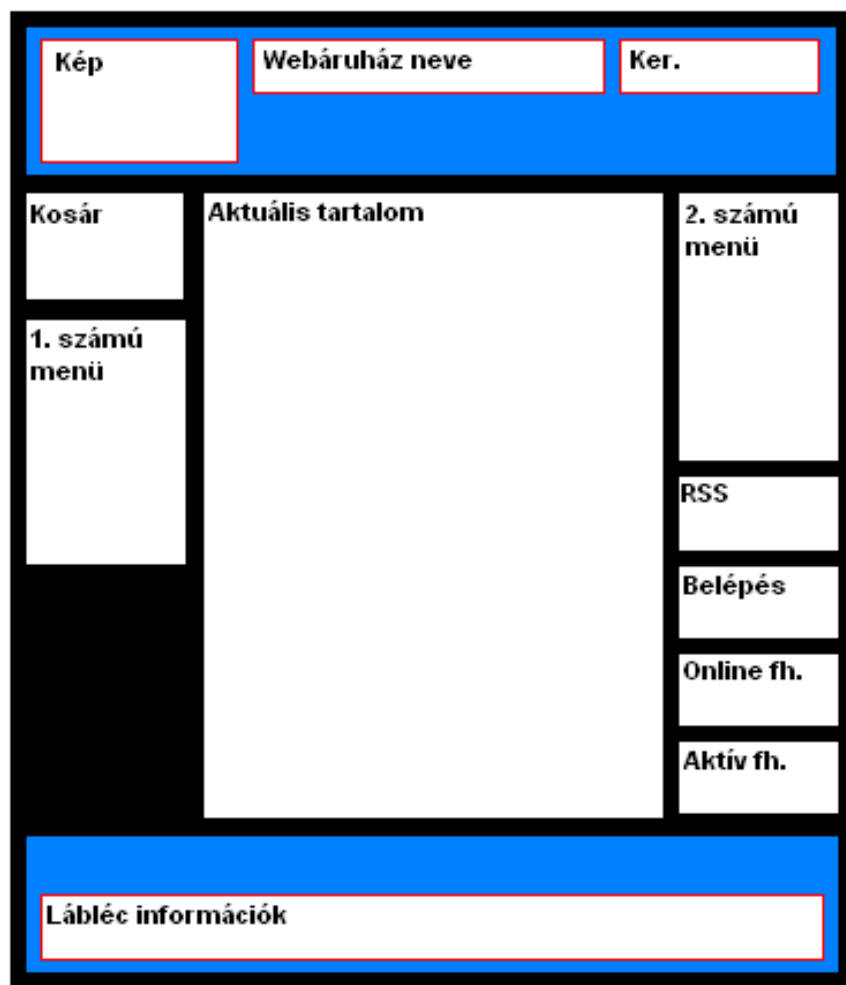 Kép
Webáruház neve
Ker.
Kosár
1. számú
menü
Aktuális tartalom
2. számú
menü
RSS
Belépés
Online fh.
Aktív fh.
Lábléc információk